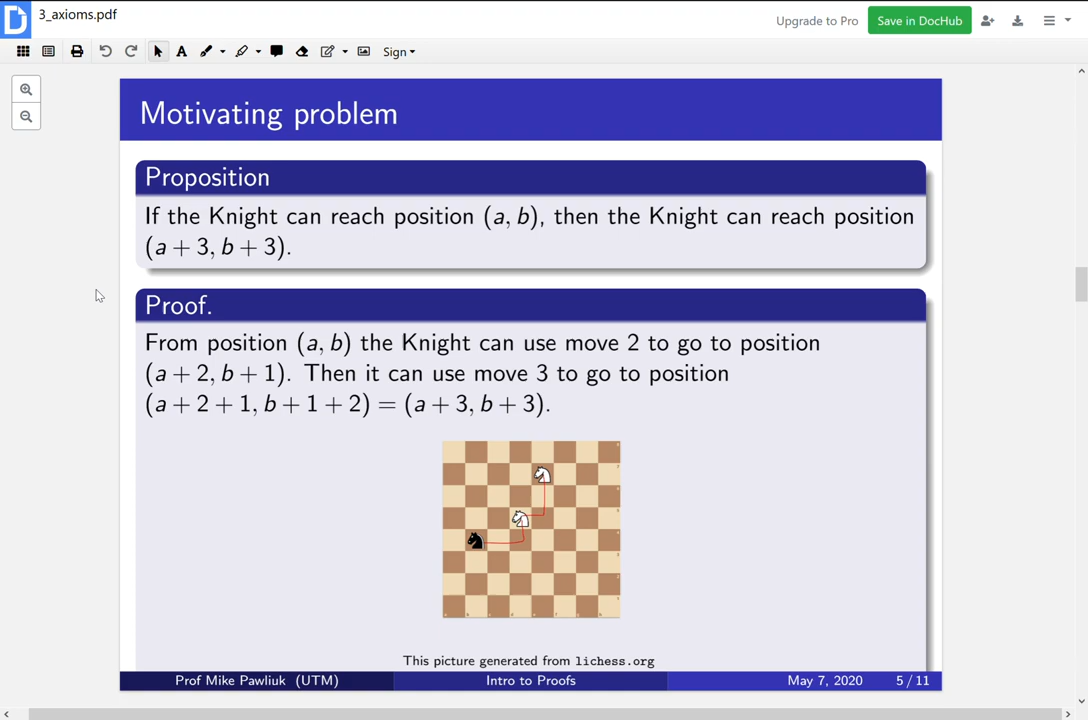 3_axioms.pdf
Upgrade to Pro
Save in DocHub
A
Sign
Motivating problem
Proposition
If the Knight can reach position (a, b), then the Knight can reach position
(a + 3, b + 3).
Proof.
From position (a, b) the Knight can use move 2 to go to position
(a + 2, b + 1). Then it can use move 3 to go to position
(a + 2 + 1, b + 1 + 2) = (a + 3, b + 3).
This picture generated from lichess.org
Prof Mike Pawliuk (UTM) Intro to Proofs May 7, 2020 5 / 11